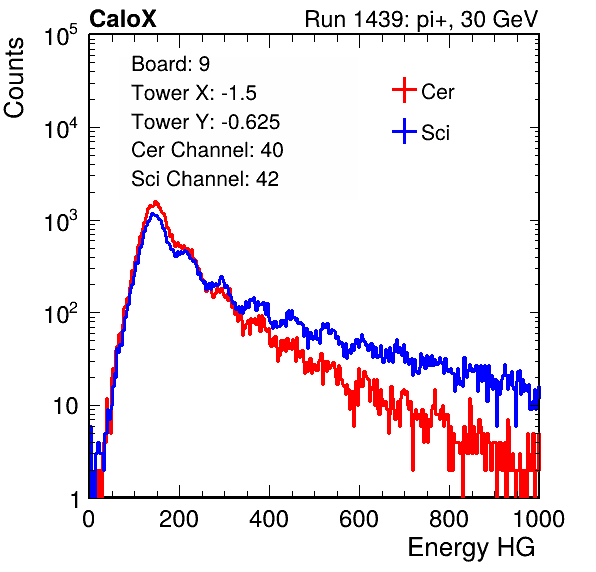 CaloX Run 1439: pi+, 30 GeV
Counts
Board: 9
Tower X: -1.5
Tower Y: -0.625
Cer Channel: 40
Sci Channel: 42
Cer
Sci
10^5
10^4
10^3
10^2
10
1
0 200 400 600 800 1000
Energy HG